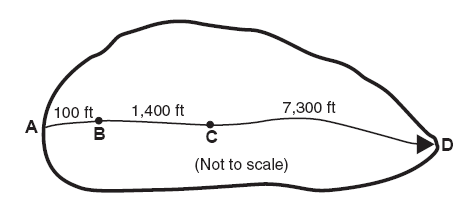 100 ft 1,400 ft 7,300 ft
A B C D
(Not to scale)